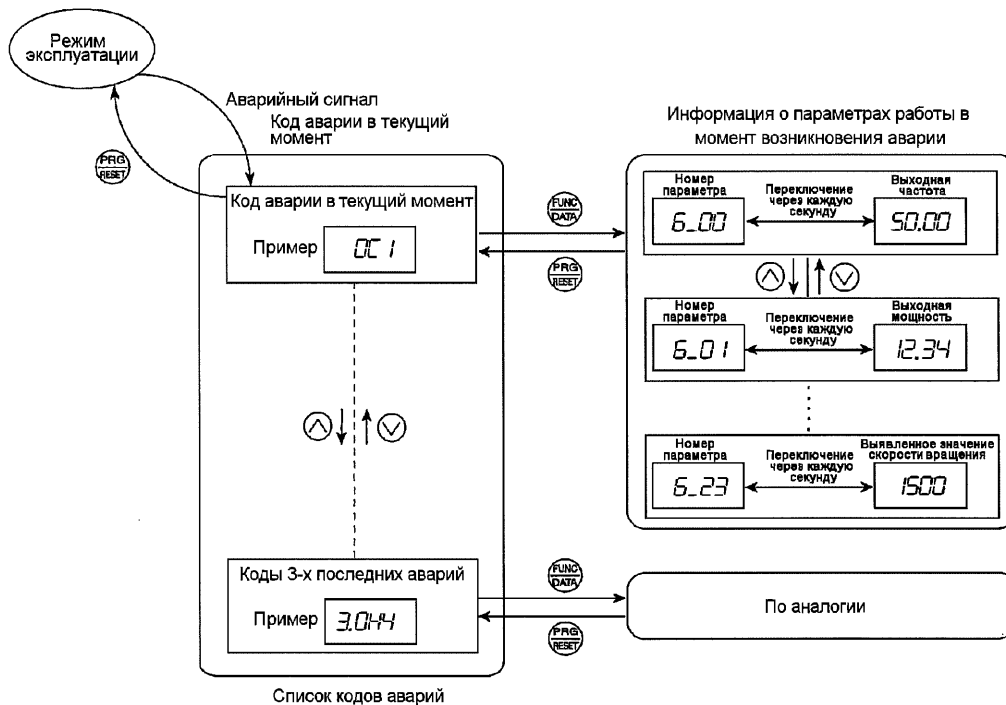 Режим
эксплуатации
Аварийный сигнал
Код аварии в текущий
момент
PRG
RESET
Код аварии в текущий момент
Пример
OC1
FUNC
DATA
PRG
RESET
Коды 3-х последних аварий
Пример
3.OH4
FUNC
DATA
PRG
RESET
Список кодов аварий
Информация о параметрах работы в
момент возникновения аварии
Номер
параметра
6_00
Переключение
через каждую
секунду
Выходная
частота
50.00
Номер
параметра
6_01
Переключение
через каждую
секунду
Выходная
мощность
12.34
Номер
параметра
6_23
Переключение
через каждую
секунду
Выявленное значение
скорости вращения
1500
По аналогии